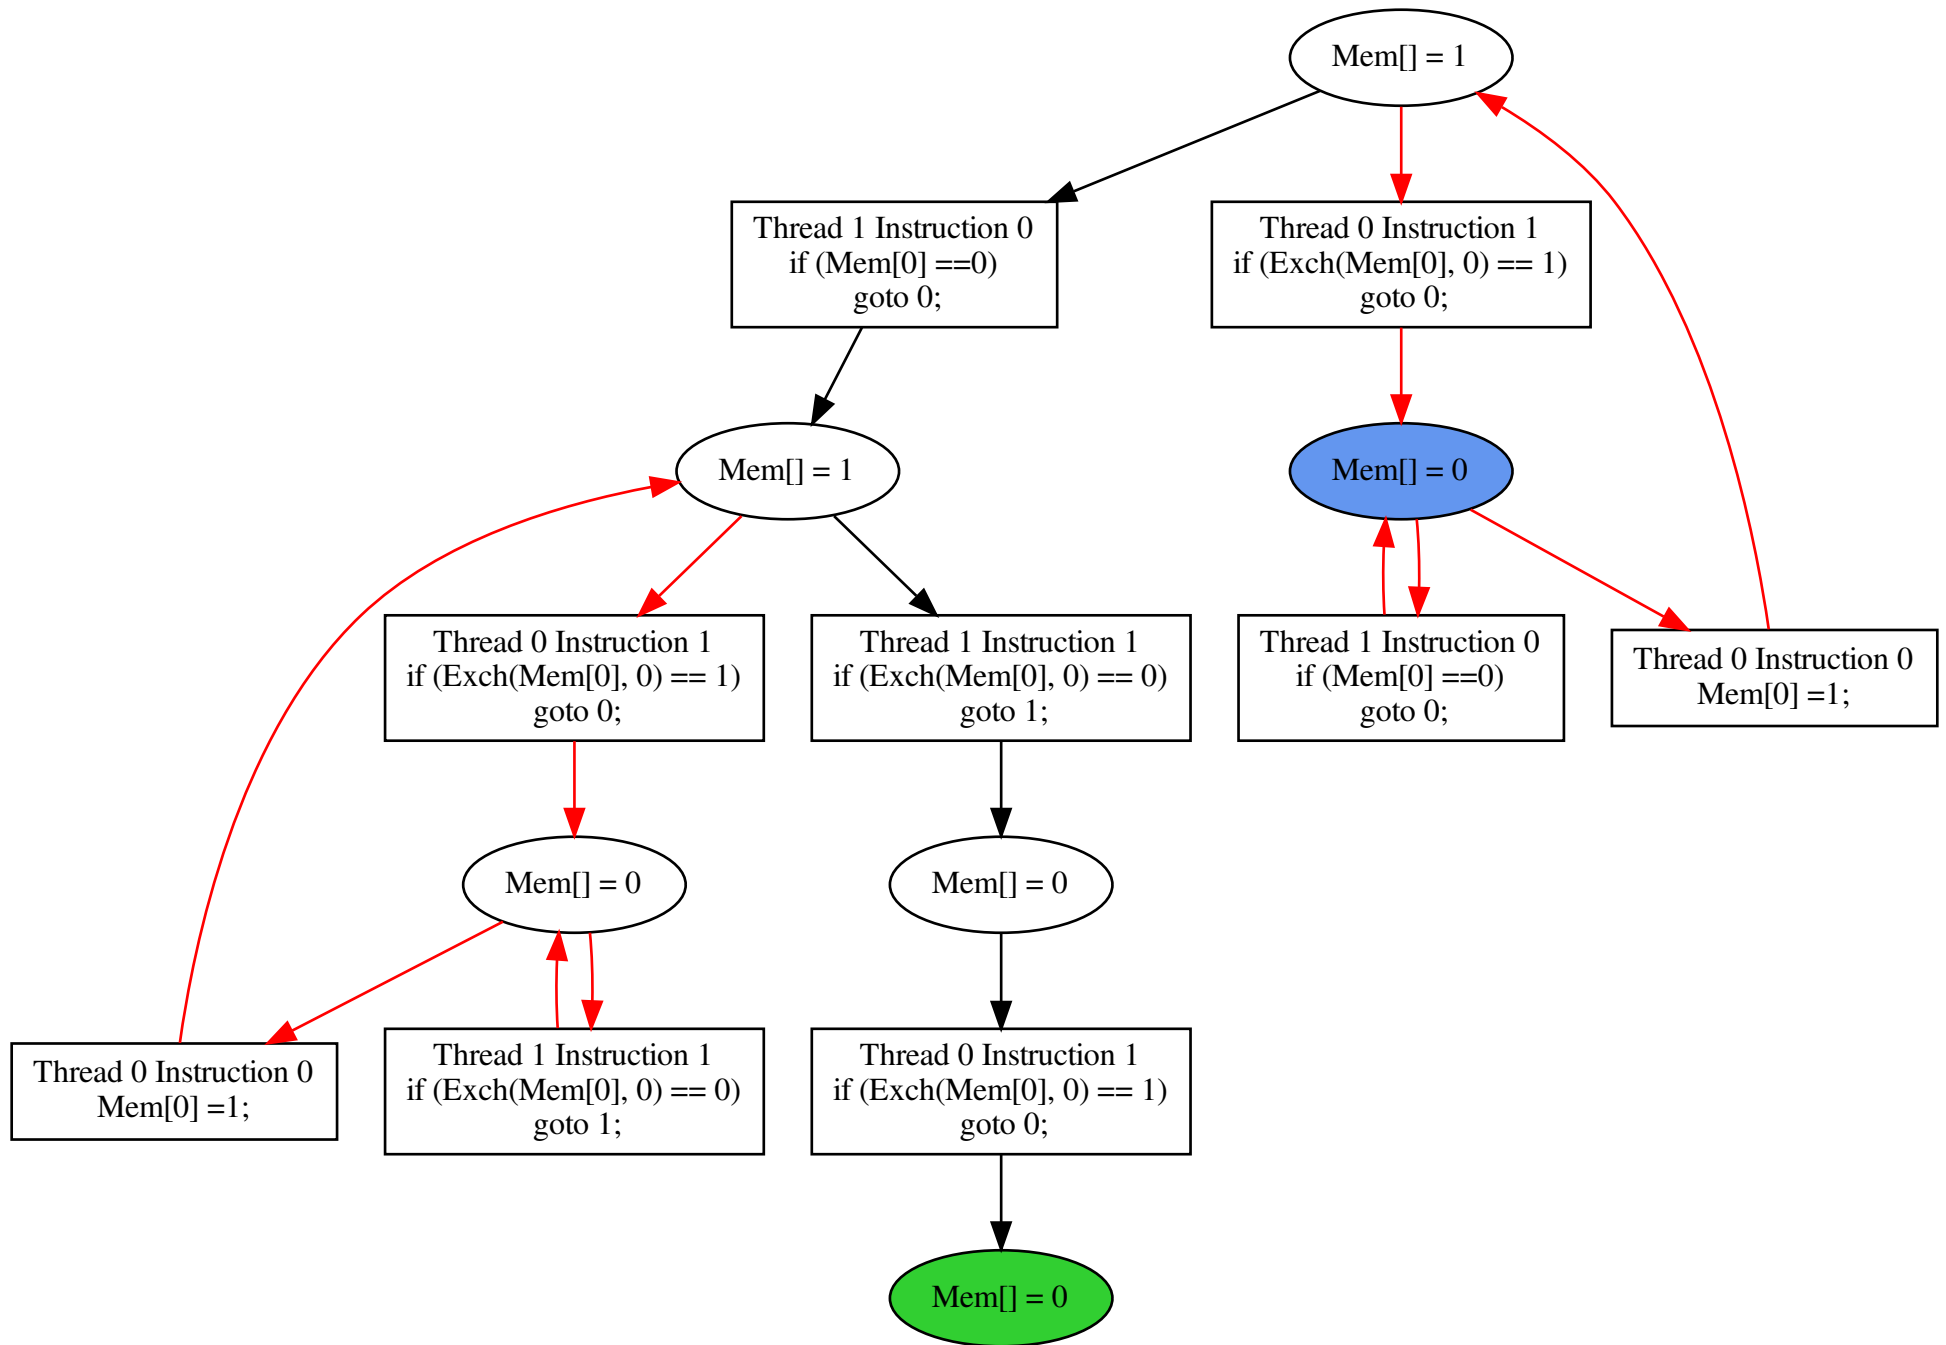 Mem[] = 1
Thread 1 Instruction 0
if (Mem[0] ==0)
goto 0;
Thread 0 Instruction 1
if (Exch(Mem[0], 0) == 1)
goto 0;
Mem[] = 1
Mem[] = 0
Thread 0 Instruction 1
if (Exch(Mem[0], 0) == 1)
goto 0;
Thread 1 Instruction 1
if (Exch(Mem[0], 0) == 0)
goto 1;
Thread 1 Instruction 0
if (Mem[0] ==0)
goto 0;
Thread 0 Instruction 0
Mem[0] =1;
Mem[] = 0
Mem[] = 0
Thread 0 Instruction 0
Mem[0] =1;
Thread 1 Instruction 1
if (Exch(Mem[0], 0) == 0)
goto 1;
Thread 0 Instruction 1
if (Exch(Mem[0], 0) == 1)
goto 0;
Mem[] = 0